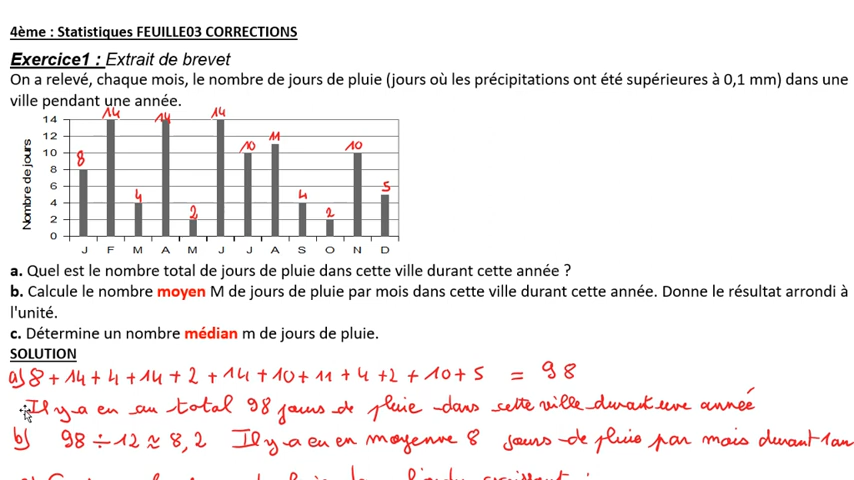 4ème : Statistiques FEUILLE03 CORRECTIONS
Exercice1 : Extrait de brevet
On a relevé, chaque mois, le nombre de jours de pluie (jours où les précipitations ont été supérieures à 0,1 mm) dans une
ville pendant une année.
14 14 14
14
12
10
8
6
4
2
0
Nombre de jours
8 4 2 10 11 4 2 10 5
J F M A M J J A S O N D
a. Quel est le nombre total de jours de pluie dans cette ville durant cette année ?
b. Calcule le nombre moyen M de jours de pluie par mois dans cette ville durant cette année. Donne le résultat arrondi à
l'unité.
c. Détermine un nombre médian m de jours de pluie.
SOLUTION
a) 8 + 14 + 4 + 14 + 2 + 14 + 10 + 11 + 4 + 2 + 10 + 5 = 98
Il y a eu au total 98 jours de pluie dans cette ville durant une année
b) 98 ÷ 12 ≈ 8,2 Il y a eu en moyenne 8 jours de pluie par mois durant 1 an